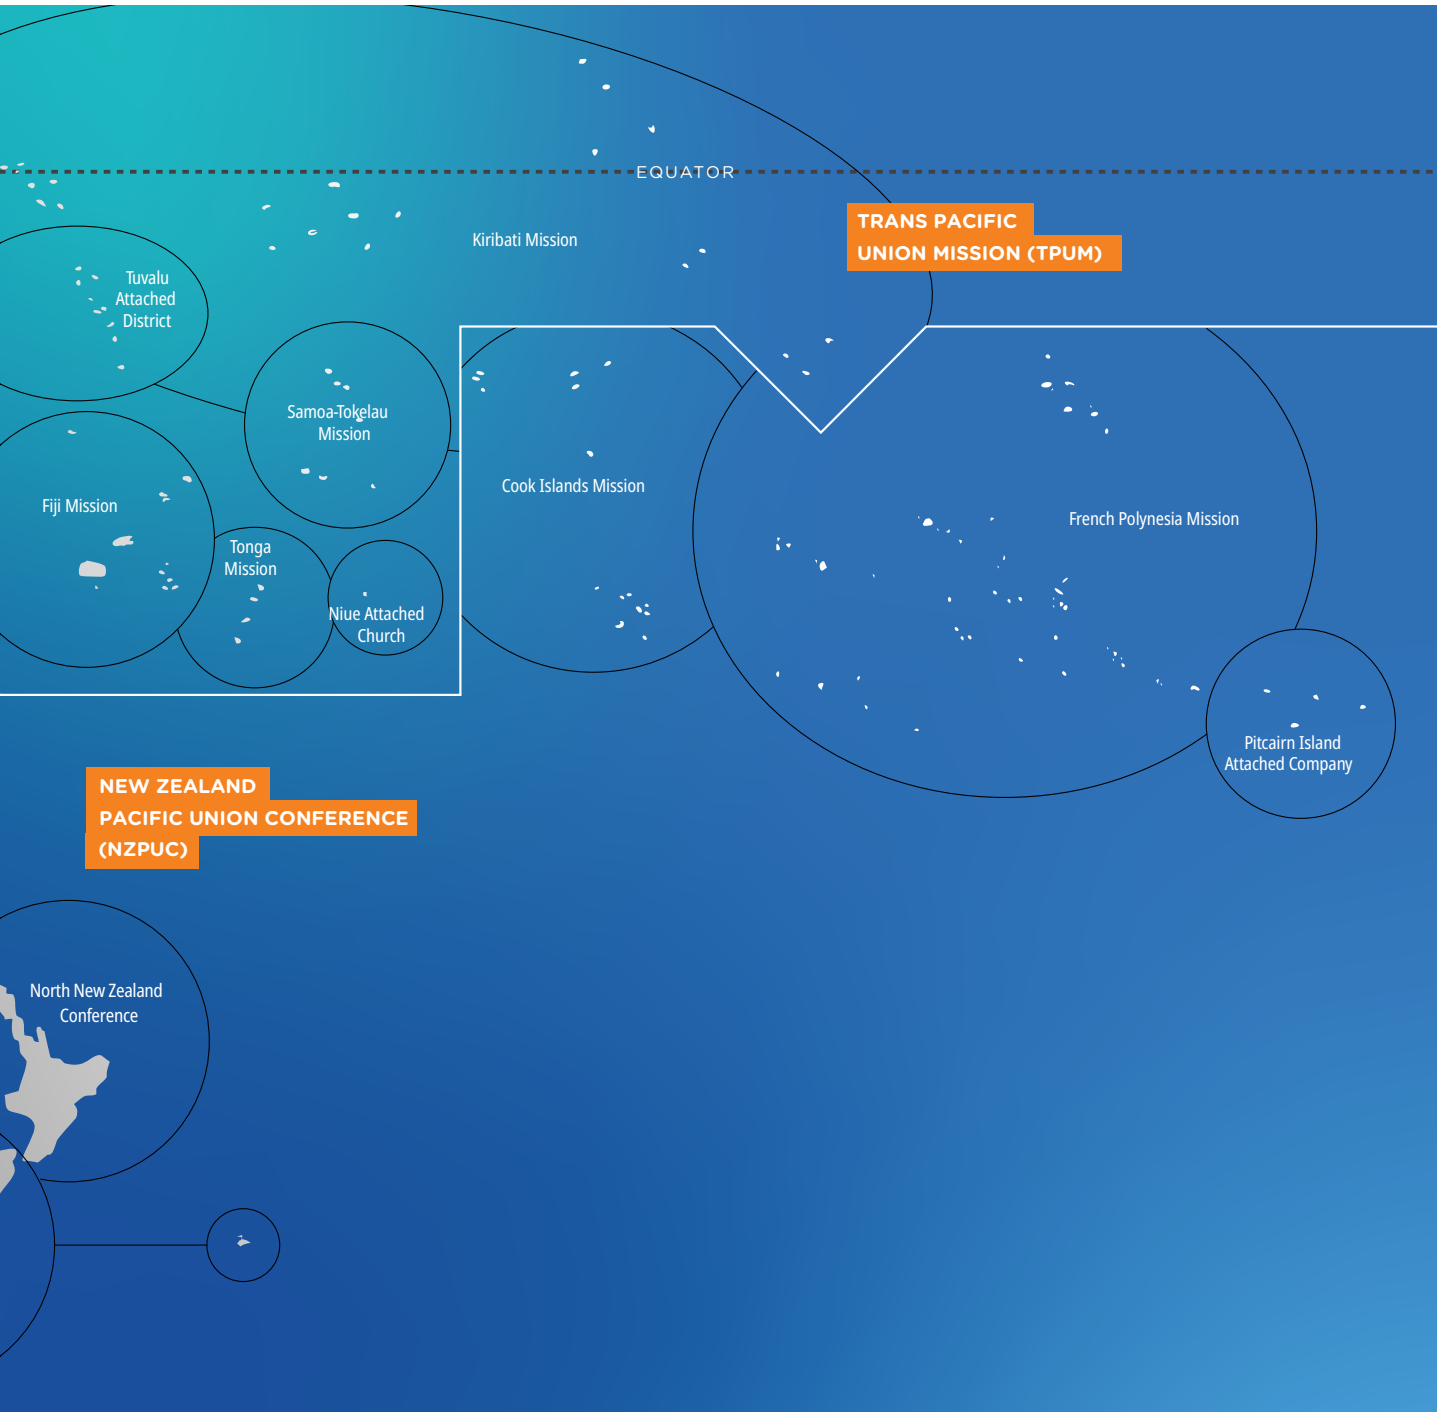 EQUATOR
TRANS PACIFIC
UNION MISSION (TPUM)
Kiribati Mission
Tuvalu
Attached
District
Samoa-Tokelau
Mission
Cook Islands Mission
Fiji Mission
French Polynesia Mission
Tonga
Mission
Niue Attached
Church
Pitcairn Island
Attached Company
NEW ZEALAND
PACIFIC UNION CONFERENCE
(NZPUC)
North New Zealand
Conference